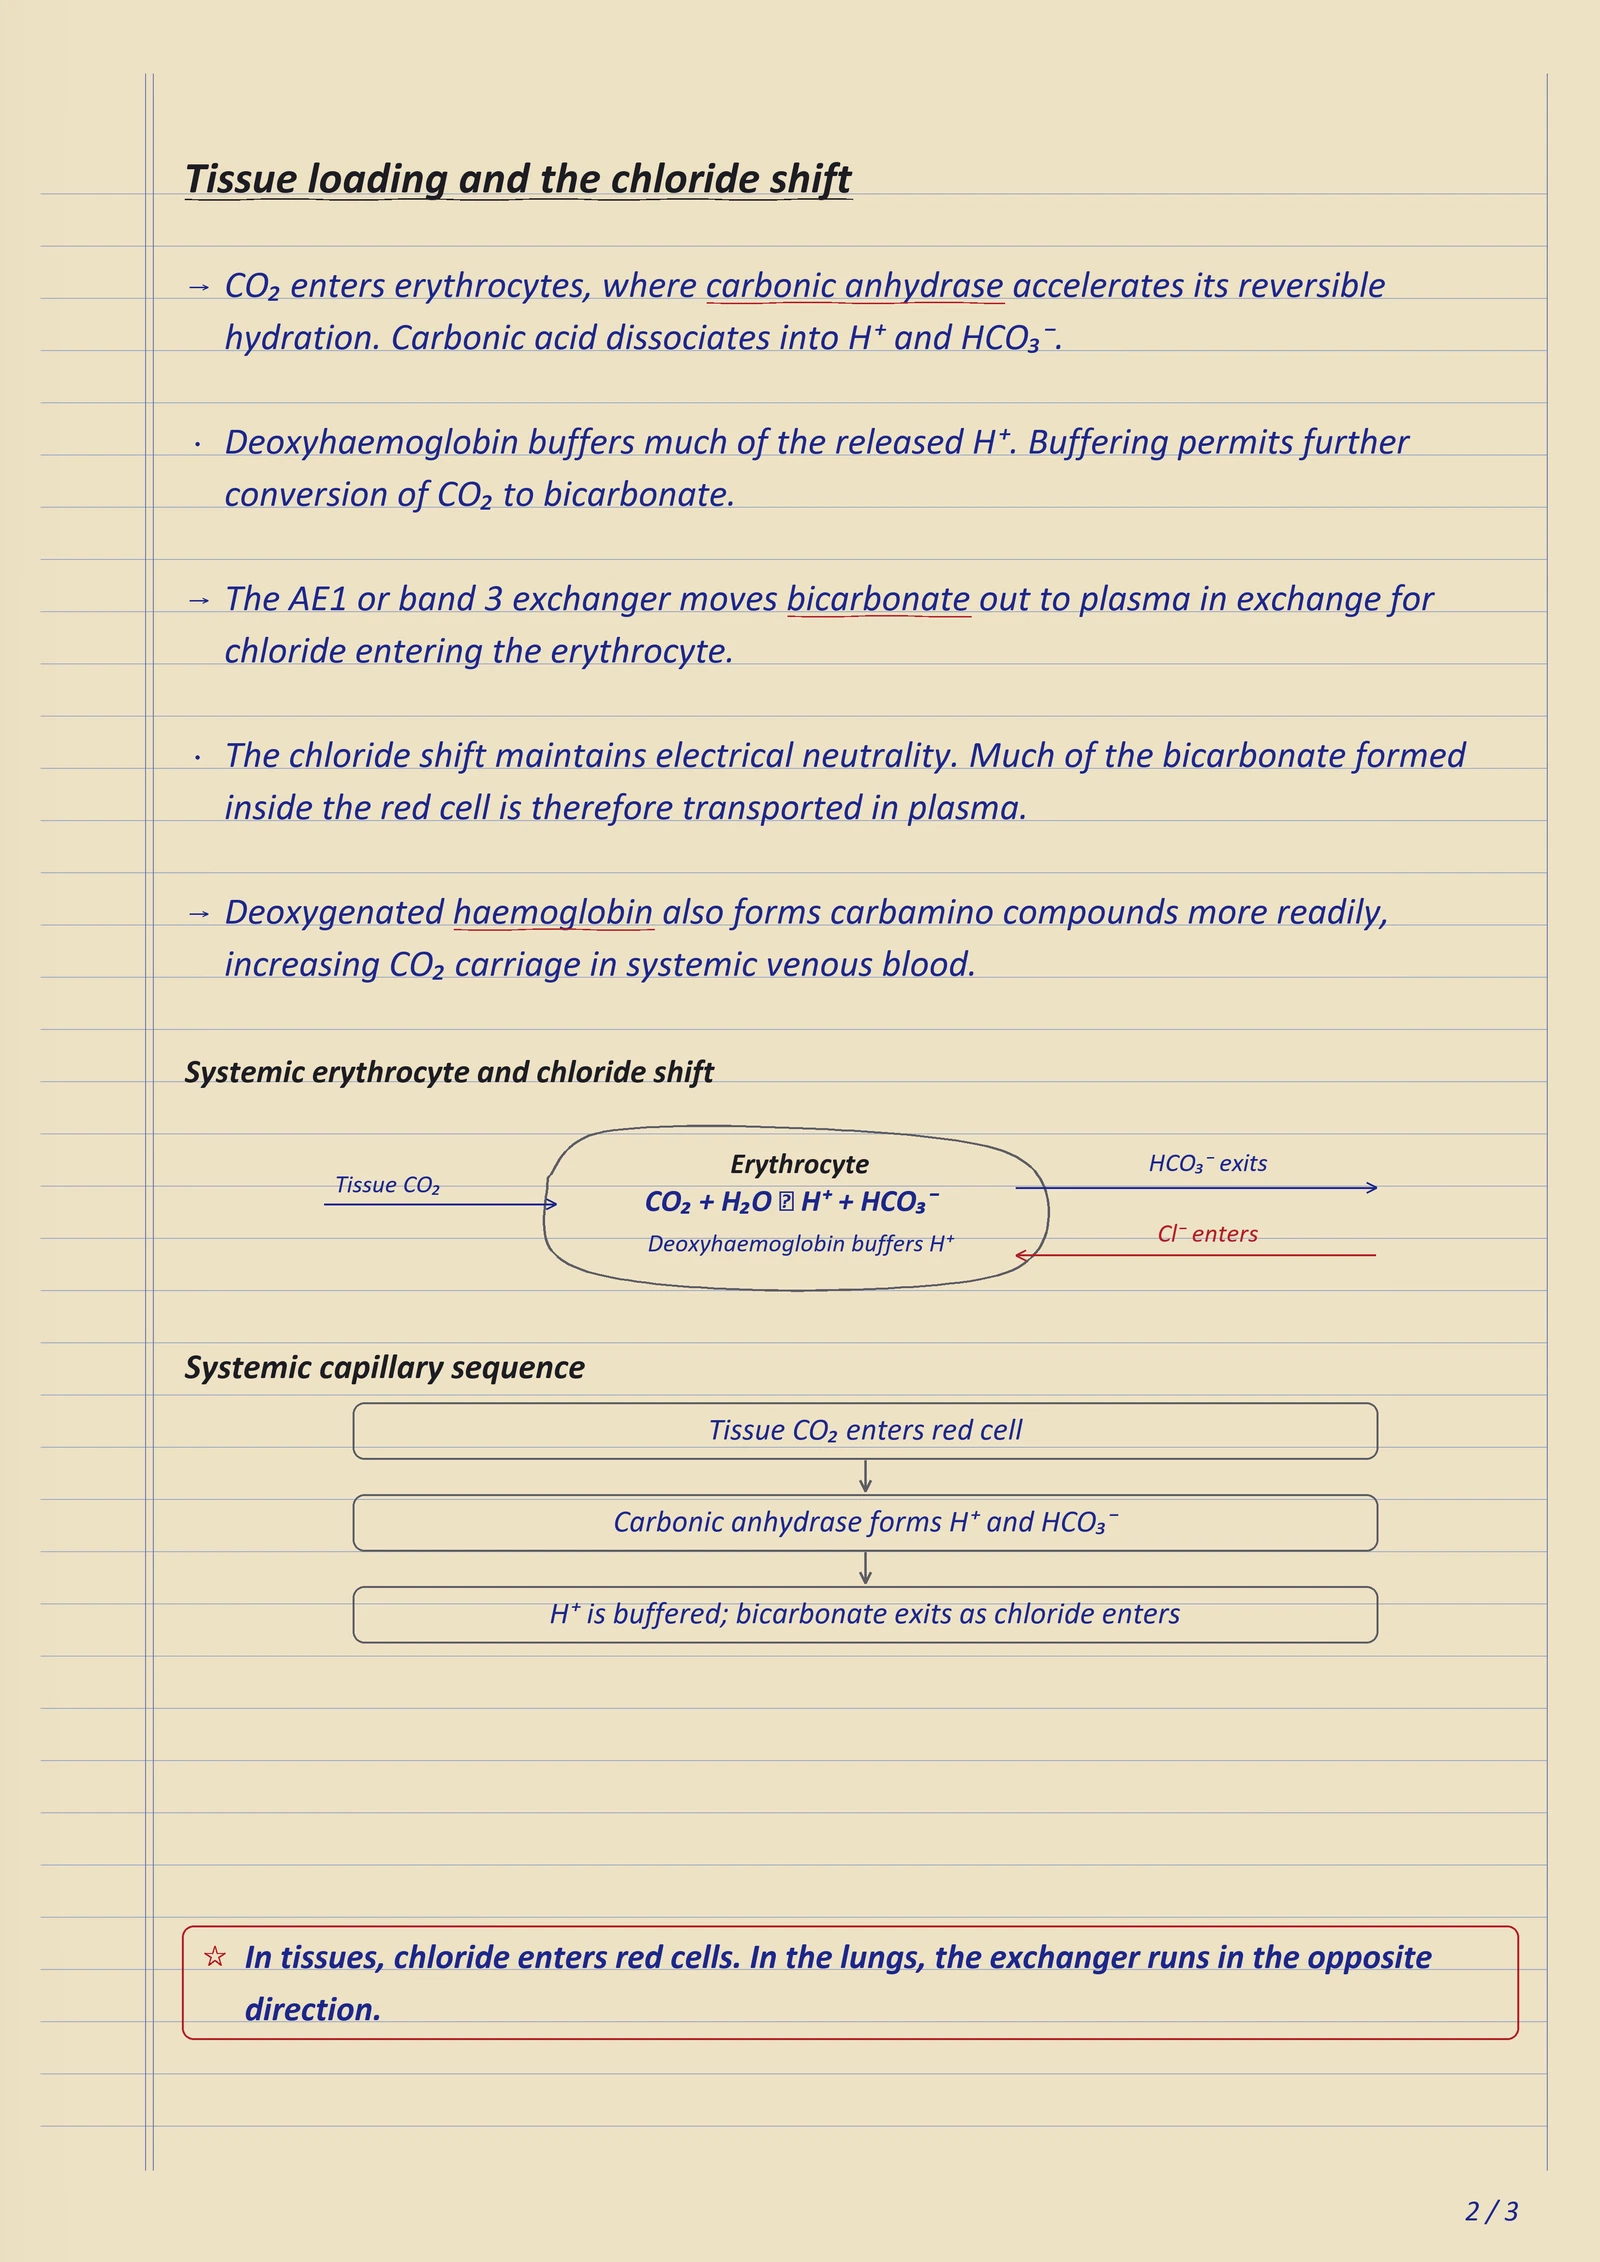 Tissue loading and the chloride shift
→ CO₂ enters erythrocytes, where carbonic anhydrase accelerates its reversible
hydration. Carbonic acid dissociates into H⁺ and HCO₃⁻.
· Deoxyhaemoglobin buffers much of the released H⁺. Buffering permits further
conversion of CO₂ to bicarbonate.
→ The AE1 or band 3 exchanger moves bicarbonate out to plasma in exchange for
chloride entering the erythrocyte.
· The chloride shift maintains electrical neutrality. Much of the bicarbonate formed
inside the red cell is therefore transported in plasma.
→ Deoxygenated haemoglobin also forms carbamino compounds more readily,
increasing CO₂ carriage in systemic venous blood.
Systemic erythrocyte and chloride shift
Tissue CO₂
Erythrocyte
CO₂ + H₂O ⍰ H⁺ + HCO₃⁻
Deoxyhaemoglobin buffers H⁺
HCO₃⁻ exits
Cl⁻ enters
Systemic capillary sequence
Tissue CO₂ enters red cell
Carbonic anhydrase forms H⁺ and HCO₃⁻
H⁺ is buffered; bicarbonate exits as chloride enters
☆ In tissues, chloride enters red cells. In the lungs, the exchanger runs in the opposite
direction.
2 / 3